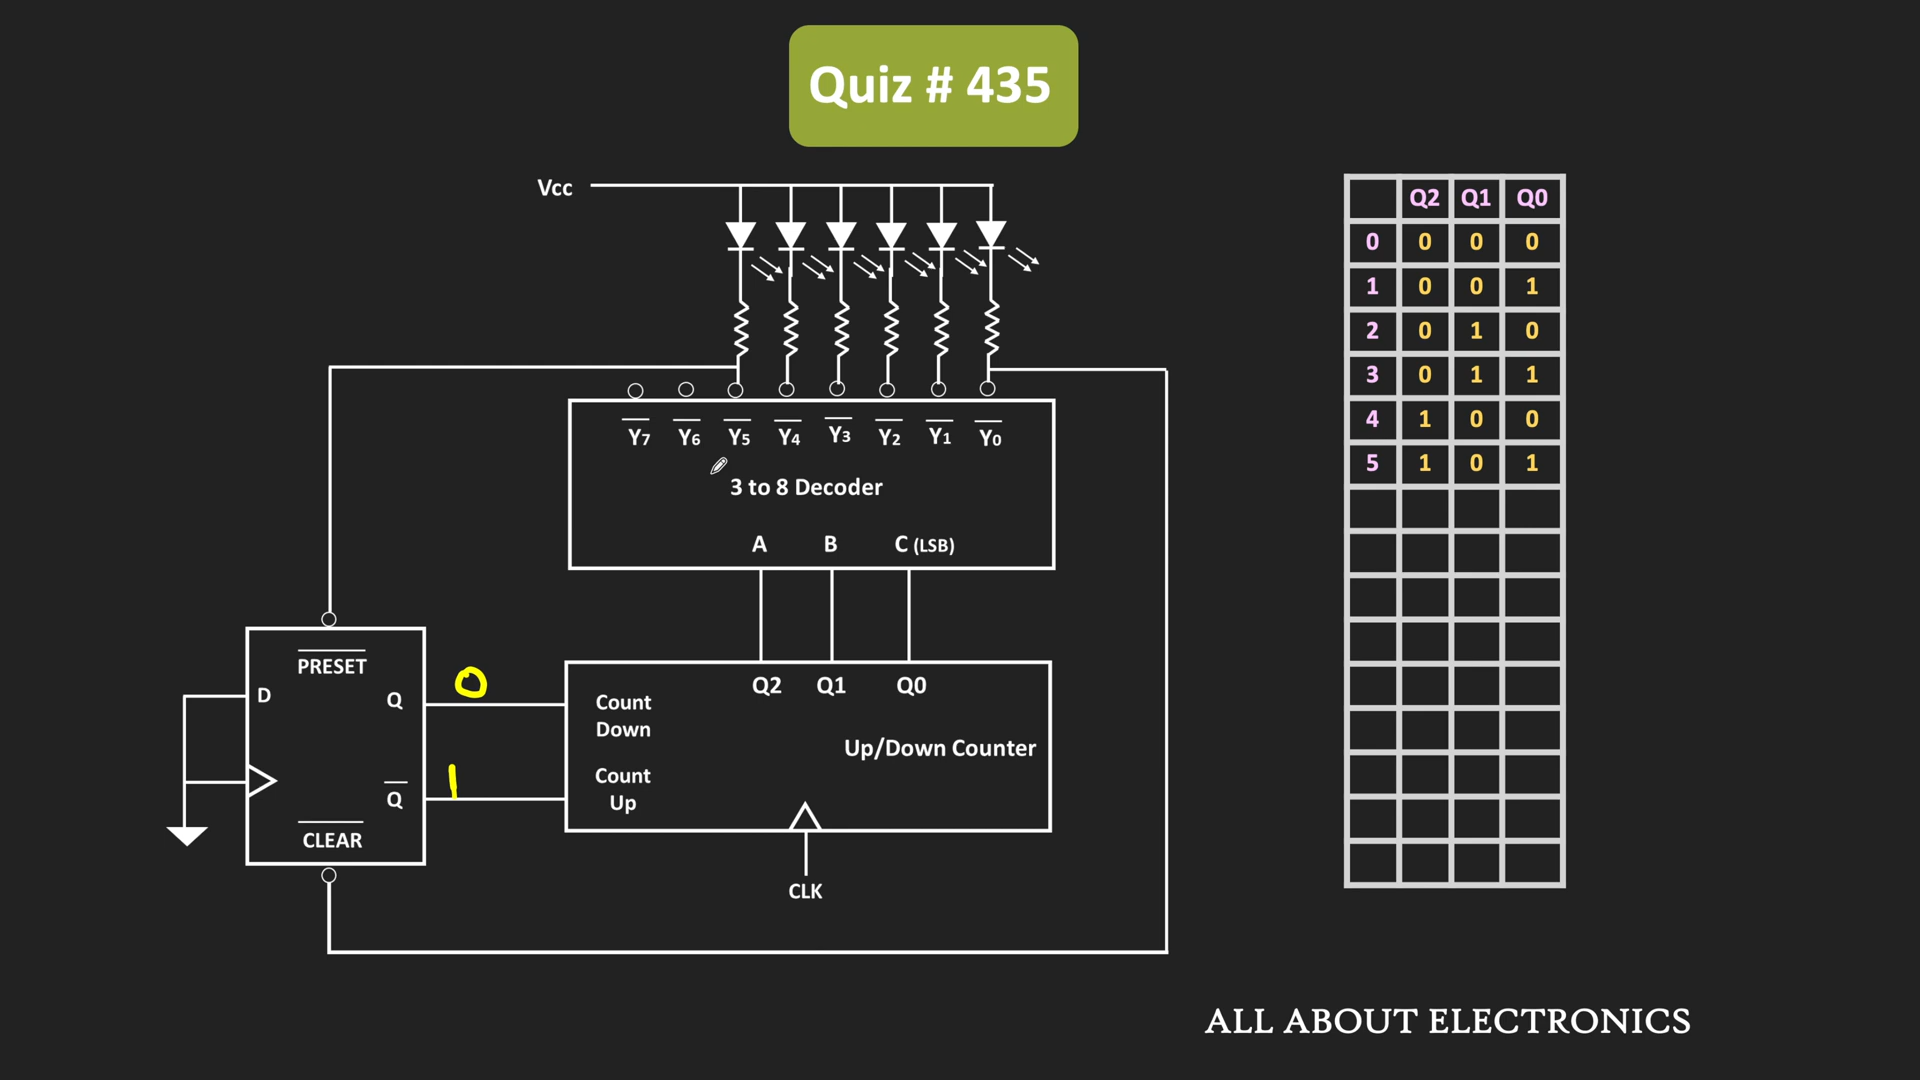 Quiz # 435
Vcc
Y7 Y6 Y5 Y4 Y3 Y2 Y1 Y0
3 to 8 Decoder
A B C (LSB)
PRESET
D Q
Q
CLEAR
0
1
Q2 Q1 Q0
Count
Down
Up/Down Counter
Count
Up
CLK
Q2 Q1 Q0
0 0 0 0
1 0 0 1
2 0 1 0
3 0 1 1
4 1 0 0
5 1 0 1
ALL ABOUT ELECTRONICS